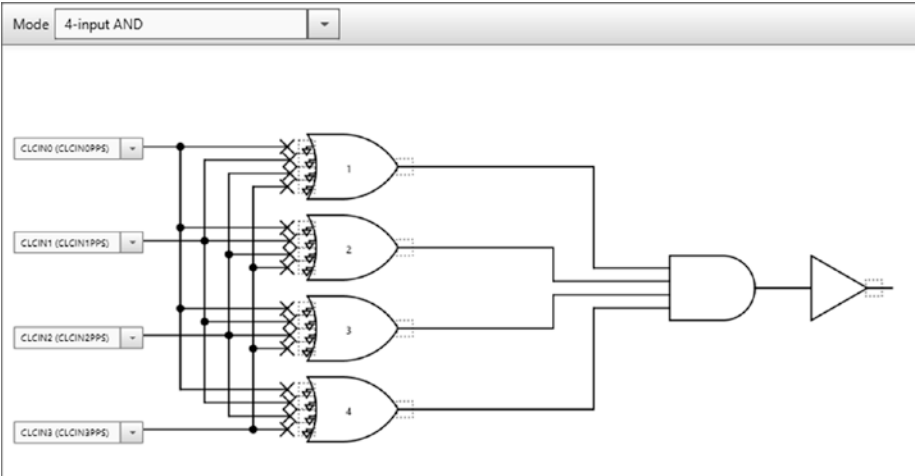 Mode 4-input AND
CLCIN0 (CLCIN0PPS)
1
CLCIN1 (CLCIN1PPS)
2
CLCIN2 (CLCIN2PPS)
3
CLCIN3 (CLCIN3PPS)
4